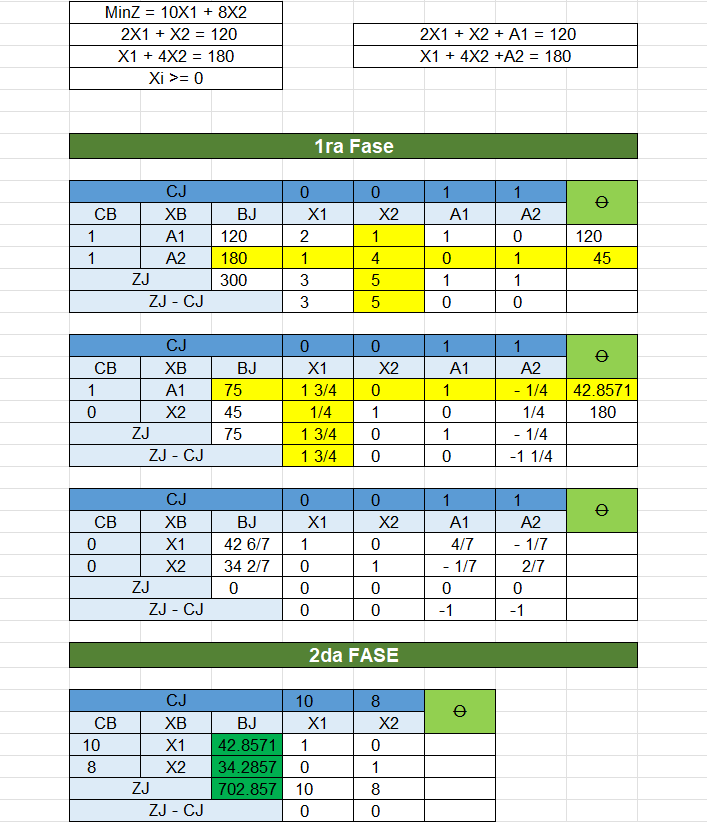 MinZ = 10X1 + 8X2
2X1 + X2 = 120 2X1 + X2 + A1 = 120
X1 + 4X2 = 180 X1 + 4X2 +A2 = 180
Xi >= 0
1ra Fase
CJ 0 0 1 1 Θ
CB XB BJ X1 X2 A1 A2
1 A1 120 2 1 1 0 120
1 A2 180 1 4 0 1 45
ZJ 300 3 5 1 1
ZJ - CJ 3 5 0 0
CJ 0 0 1 1 Θ
CB XB BJ X1 X2 A1 A2
1 A1 75 1 3/4 0 1 - 1/4 42.8571
0 X2 45 1/4 1 0 1/4 180
ZJ 75 1 3/4 0 1 - 1/4
ZJ - CJ 1 3/4 0 0 -1 1/4
CJ 0 0 1 1 Θ
CB XB BJ X1 X2 A1 A2
0 X1 42 6/7 1 0 4/7 - 1/7
0 X2 34 2/7 0 1 - 1/7 2/7
ZJ 0 0 0 0 0
ZJ - CJ 0 0 -1 -1
2da FASE
CJ 10 8 Θ
CB XB BJ X1 X2
10 X1 42.8571 1 0
8 X2 34.2857 0 1
ZJ 702.857 10 8
ZJ - CJ 0 0